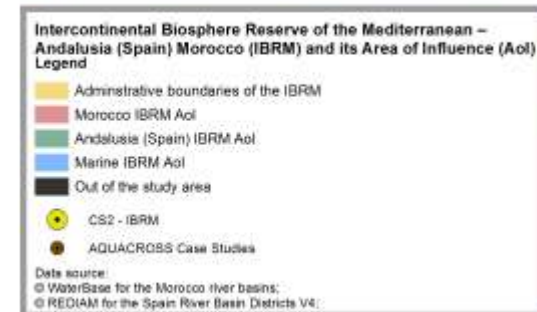 Intercontinental Biosphere Reserve of the Mediterranean –
Andalusia (Spain) Morocco (IBRM) and its Area of Influence (AoI)
Legend
Adminstrative boundaries of the IBRM
Morocco IBRM AoI
Andalusia (Spain) IBRM AoI
Marine IBRM AoI
Out of the study area
CS2 - IBRM
AQUACROSS Case Studies
Data source:
© WaterBase for the Morocco river basins;
© REDIAM for the Spain River Basin Districts V4;